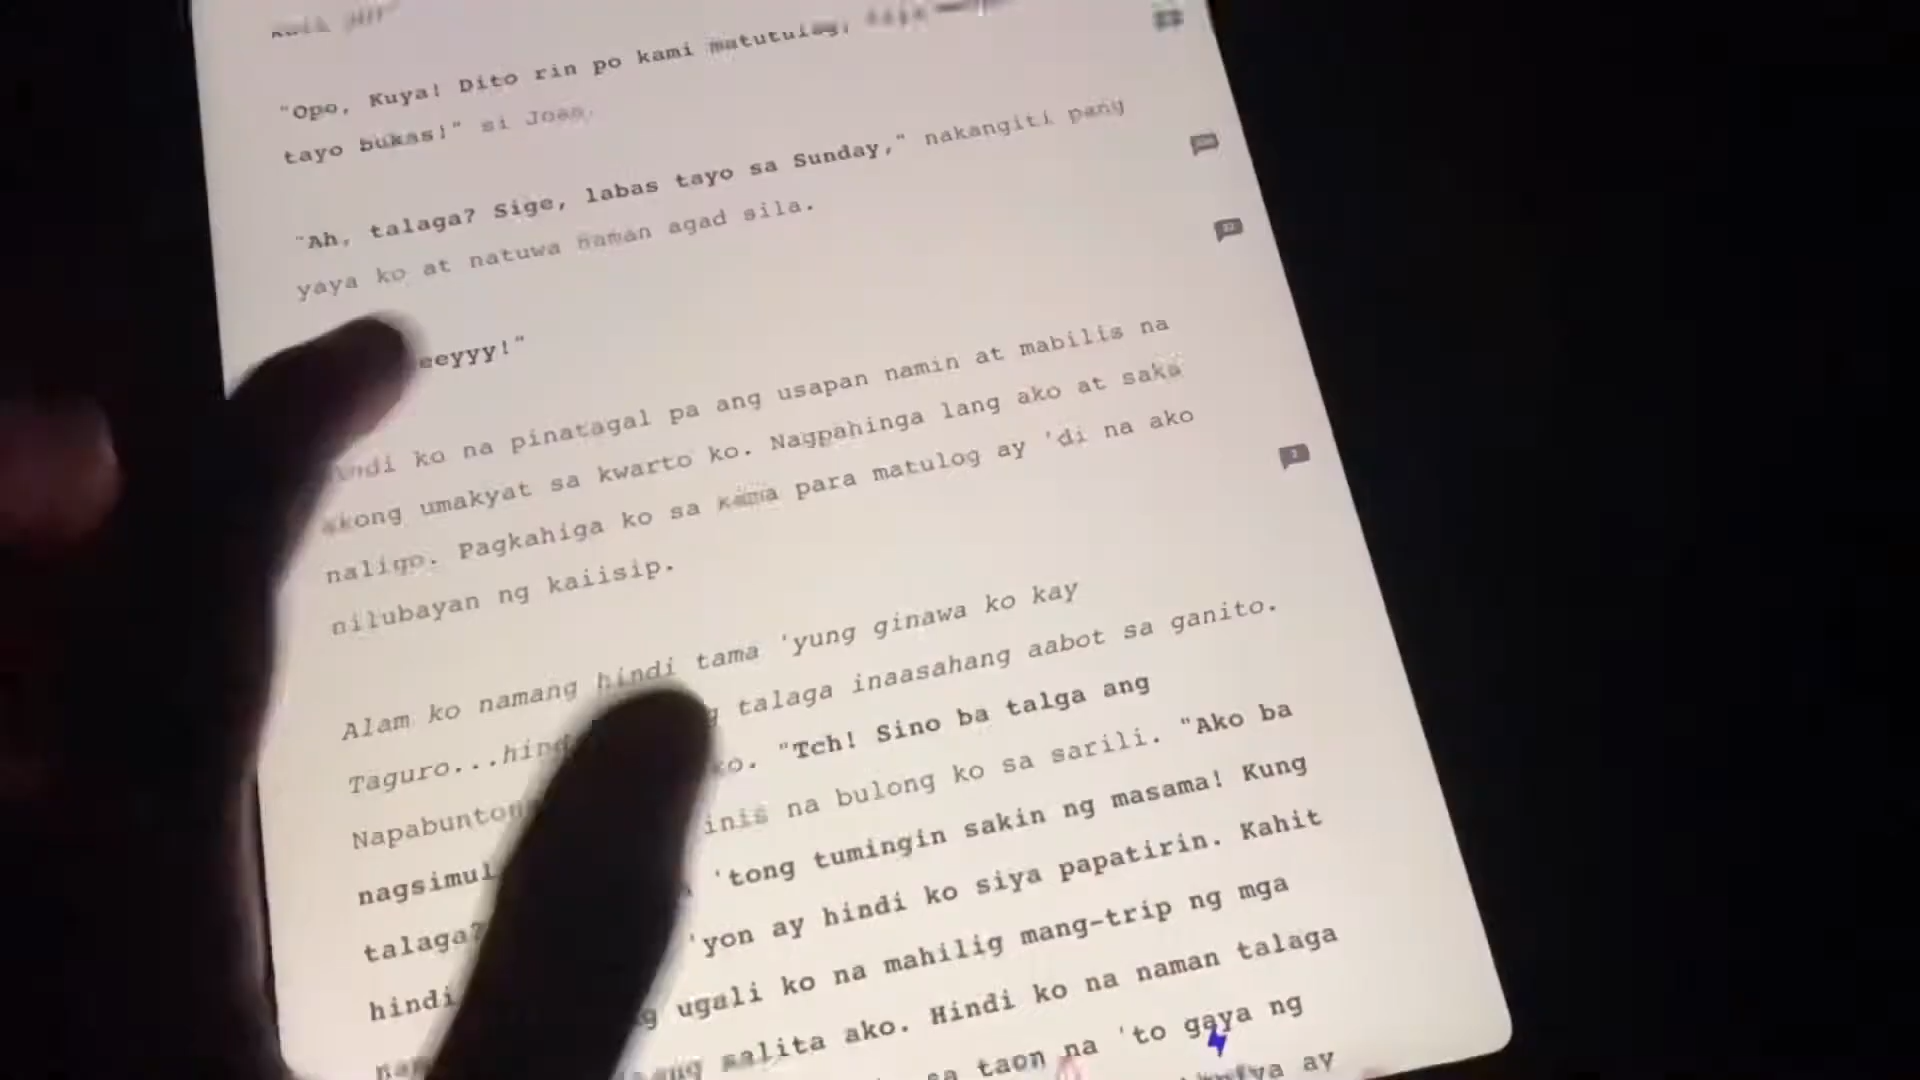 "Opo, Kuya! Dito rin po kami matutulog,
tayo bukas!" si Joan.
"Ah, talaga? Sige, labas tayo sa Sunday," nakangiti pang
yaya ko at natuwa naman agad sila.
eeyyy!"
ko na pinatagal pa ang usapan namin at mabilis na
akong umakyat sa kwarto ko. Nagpahinga lang ako at saka
naligo. Pagkahiga ko sa kama para matulog ay 'di na ako
nilubayan ng kaiisip.
Alam ko namang hindi tama 'yung ginawa ko kay
Taguro...hind talaga inaasahang aabot sa ganito.
Napabunton ko. "Tch! Sino ba talga ang
nagsimul inis na bulong ko sa sarili. "Ako ba
talaga? 'tong tumingin sakin ng masama! Kung
hindi 'yon ay hindi ko siya papatirin. Kahit
ugali ko na mahilig mang-trip ng mga
salita ako. Hindi ko na naman talaga
sa taon na 'to gaya ng
ay